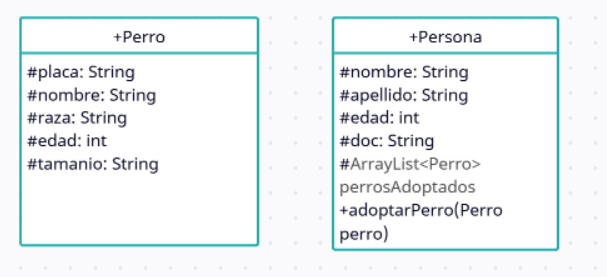 +Perro
#placa: String
#nombre: String
#raza: String
#edad: int
#tamanio: String
+Persona
#nombre: String
#apellido: String
#edad: int
#doc: String
#ArrayList<Perro>
perrosAdoptados
+adoptarPerro(Perro
perro)